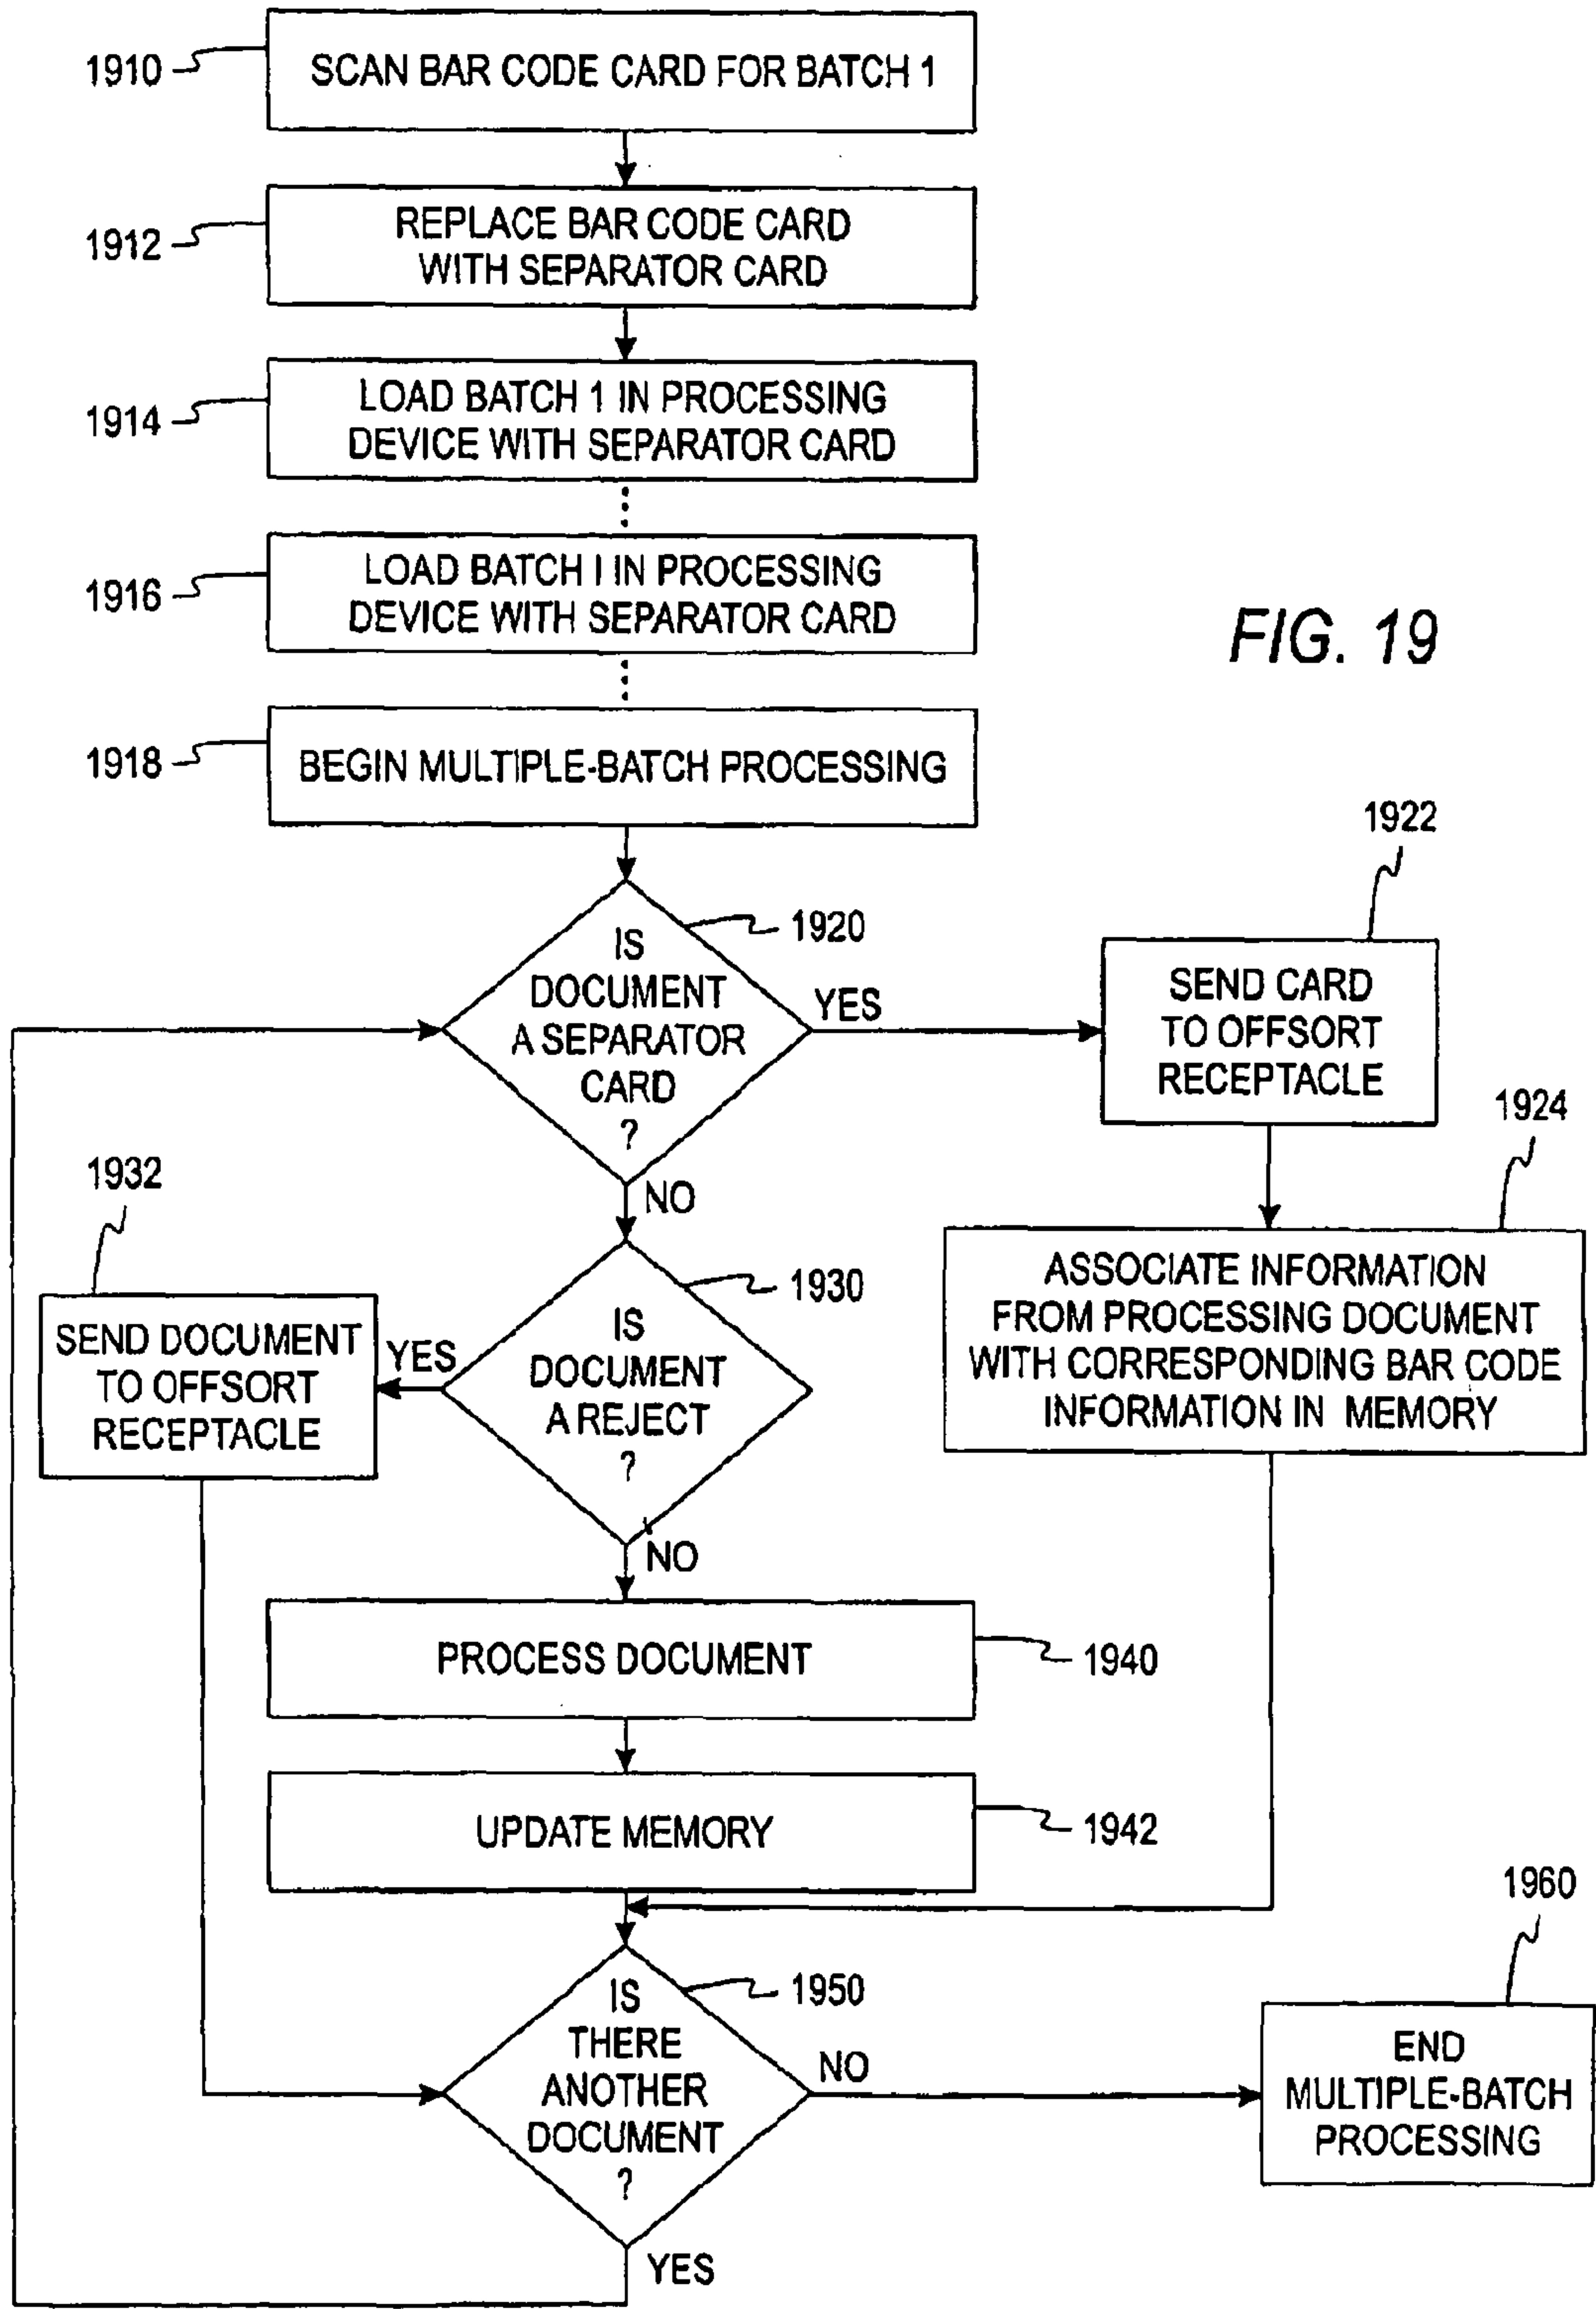 1910
SCAN BAR CODE CARD FOR BATCH 1
1912
REPLACE BAR CODE CARD
WITH SEPARATOR CARD
1914
LOAD BATCH 1 IN PROCESSING
DEVICE WITH SEPARATOR CARD
1916
LOAD BATCH I IN PROCESSING
DEVICE WITH SEPARATOR CARD
FIG. 19
1918
BEGIN MULTIPLE-BATCH PROCESSING
1920
IS
DOCUMENT
A SEPARATOR
CARD
?
YES
NO
1922
SEND CARD
TO OFFSORT
RECEPTACLE
1924
ASSOCIATE INFORMATION
FROM PROCESSING DOCUMENT
WITH CORRESPONDING BAR CODE
INFORMATION IN MEMORY
1930
IS
DOCUMENT
A REJECT
?
YES
NO
1932
SEND DOCUMENT
TO OFFSORT
RECEPTACLE
PROCESS DOCUMENT
1940
UPDATE MEMORY
1942
1950
IS
THERE
ANOTHER
DOCUMENT
?
NO
YES
1960
END
MULTIPLE-BATCH
PROCESSING